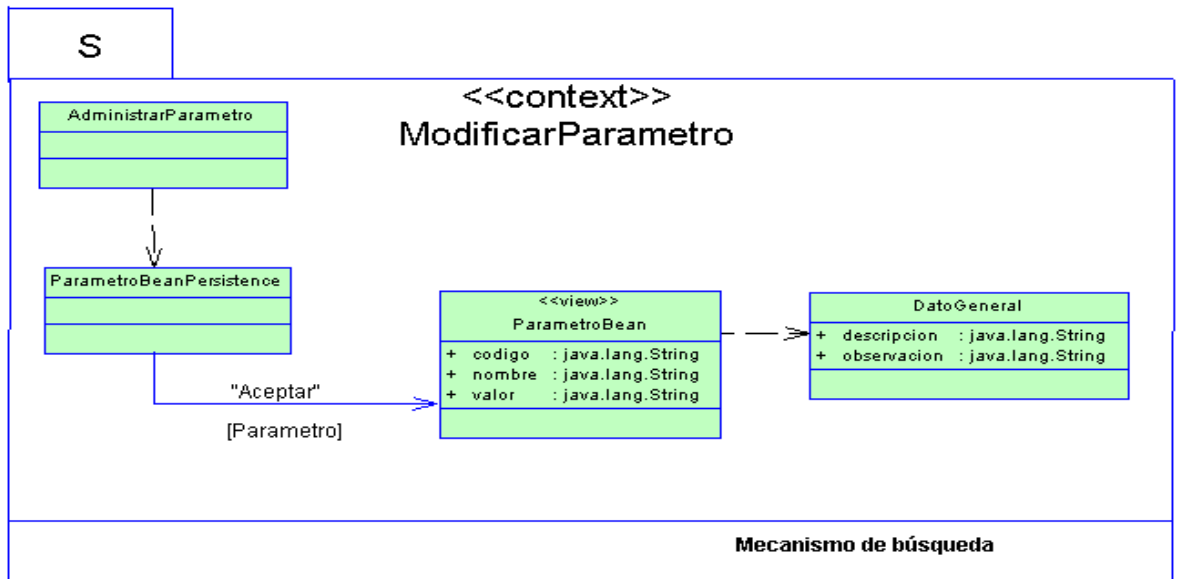 S
<<context>>
ModificarParametro
AdministrarParametro
ParametroBeanPersistence
"Aceptar"
[Parametro]
<<view>>
ParametroBean
+ codigo : java.lang.String
+ nombre : java.lang.String
+ valor : java.lang.String
DatoGeneral
+ descripcion : java.lang.String
+ observacion : java.lang.String
Mecanismo de búsqueda